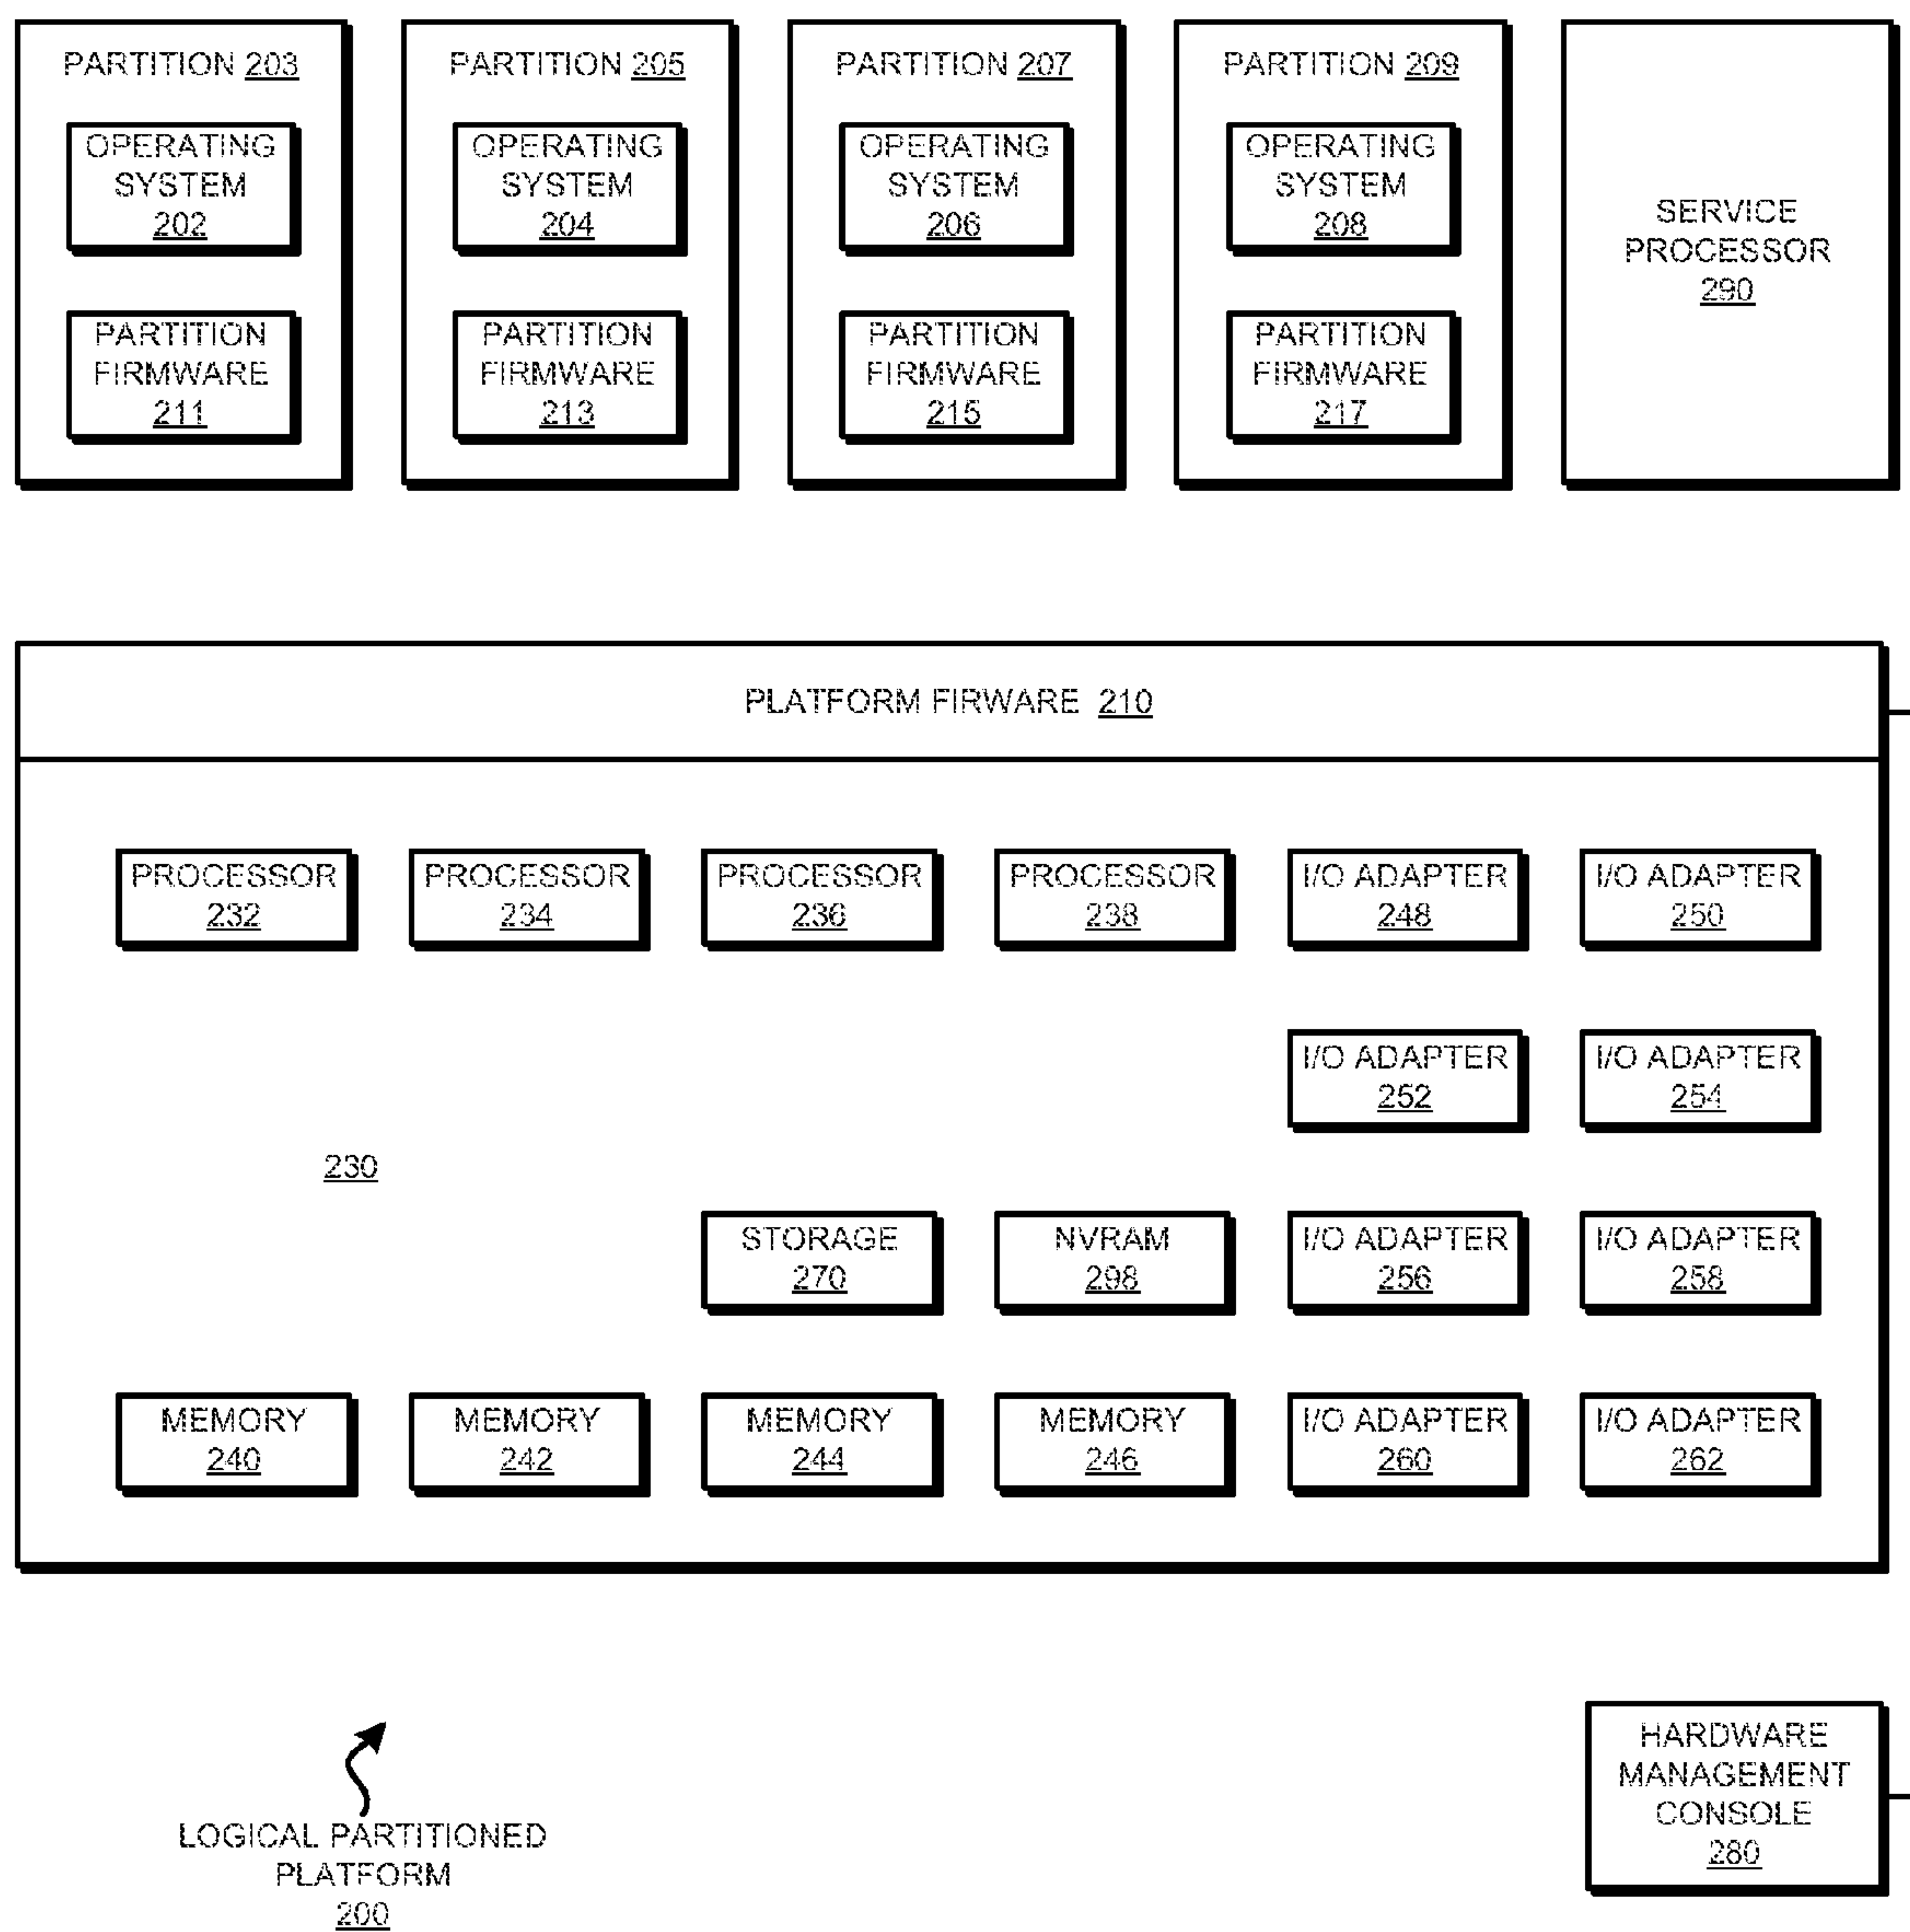 PARTITION 203
OPERATING
SYSTEM
202
PARTITION
FIRMWARE
211
PARTITION 205
OPERATING
SYSTEM
204
PARTITION
FIRMWARE
213
PARTITION 207
OPERATING
SYSTEM
206
PARTITION
FIRMWARE
215
PARTITION 209
OPERATING
SYSTEM
208
PARTITION
FIRMWARE
217
SERVICE
PROCESSOR
290
PLATFORM FIRWARE 210
PROCESSOR
232
PROCESSOR
234
PROCESSOR
236
PROCESSOR
238
I/O ADAPTER
248
I/O ADAPTER
250
I/O ADAPTER
252
I/O ADAPTER
254
230
STORAGE
270
NVRAM
298
I/O ADAPTER
256
I/O ADAPTER
258
MEMORY
240
MEMORY
242
MEMORY
244
MEMORY
246
I/O ADAPTER
260
I/O ADAPTER
262
LOGICAL PARTITIONED
PLATFORM
200
HARDWARE
MANAGEMENT
CONSOLE
280